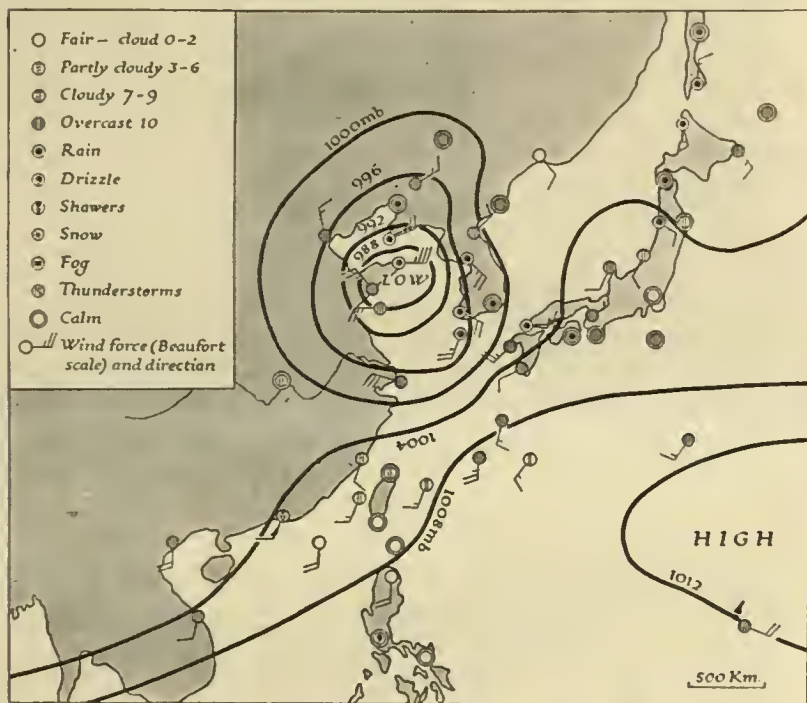 Fair – cloud 0-2
Partly cloudy 3-6
Cloudy 7-9
Overcast 10
Rain
Drizzle
Shawers
Snow
Fog
Thunderstorms
Calm
Wind force (Beaufort
scale) and direction
1000mb
996
992
988
LOW
1004
1008mb
HIGH
1012
500 Km.